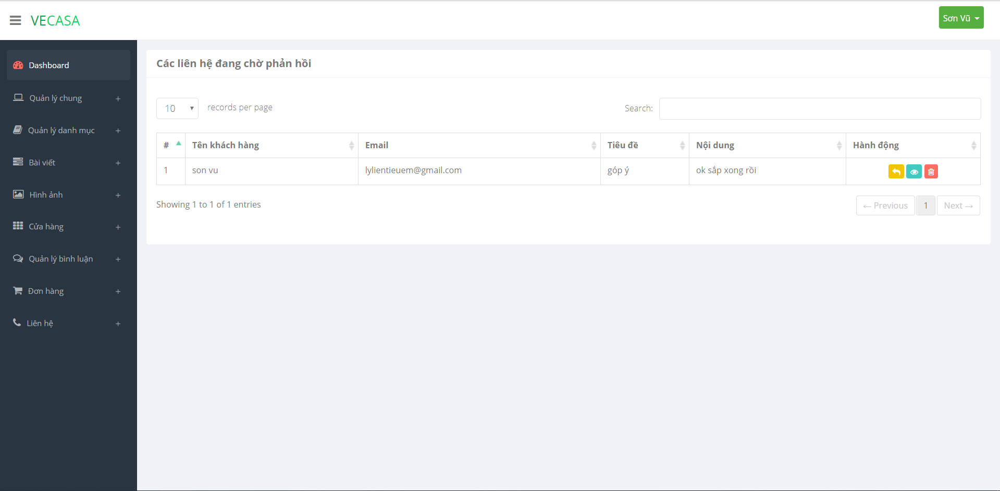 VECASA
Sơn Vũ
Dashboard
Quản lý chung +
Quản lý danh mục +
Bài viết +
Hình ảnh +
Cửa hàng +
Quản lý bình luận +
Đơn hàng +
Liên hệ +
Các liên hệ đang chờ phản hồi
10 records per page Search:
# Tên khách hàng Email Tiêu đề Nội dung Hành động
1 son vu lylientieuem@gmail.com góp ý ok sắp xong rồi
Showing 1 to 1 of 1 entries ← Previous 1 Next →